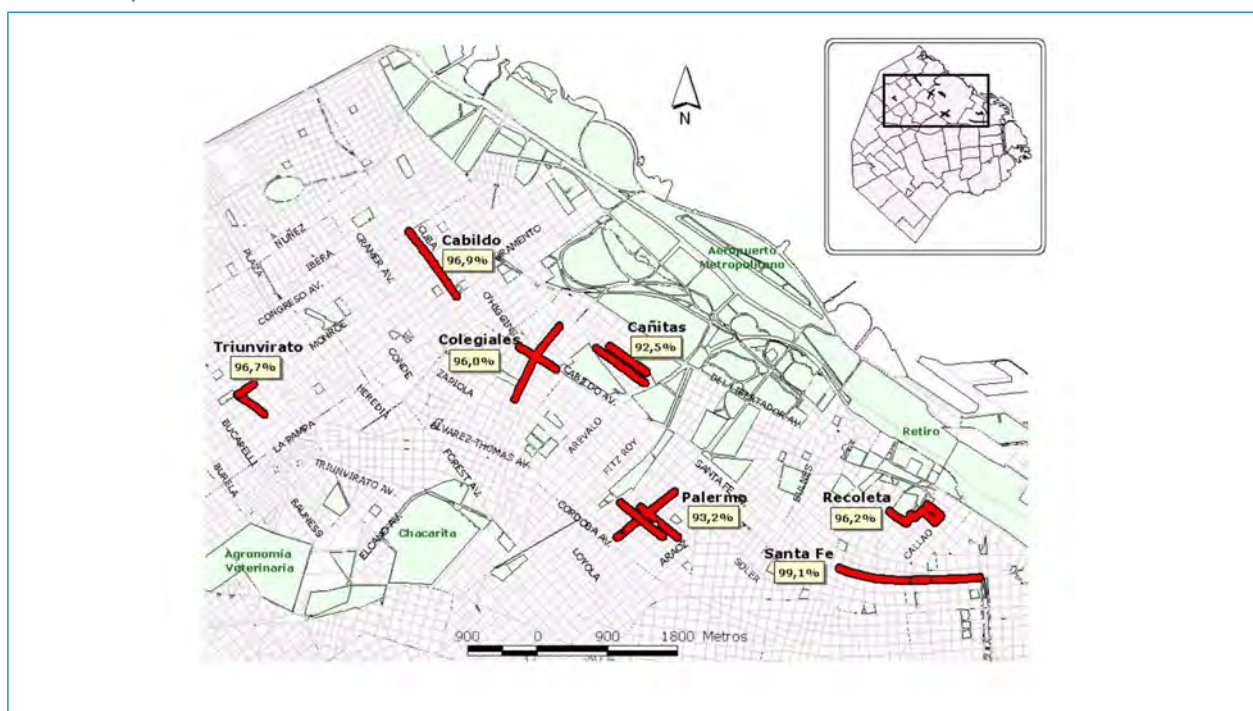 N
Aeropuerto
Metropolitano
CUBA
Cabildo
96,9%
NUÑEZ
IBERA
CRAMER AV.
PLAZA
CONGRESO AV.
MONROE
O'HIGGINS
Triunvirato
96,7%
Colegiales
96,0%
Cañitas
92,5%
CONDE
ZAPIOLA
CABILDO AV.
DEL LIBERTADOR AV.
HEREDIA
BUCARELLI
LA PAMPA
ALVAREZ THOMAS AV.
AREVALO
FITZ ROY
Retiro
SANTA FE
BULNES
BURELA
TRIUNVIRATO AV.
FOREST AV.
BAUNESS
ELCANO AV.
Chacarita
CORDOBA AV.
LOYOLA
Palermo
93,2%
ARAOZ
SOLER
Recoleta
96,2%
CALLAO
Santa Fe
99,1%
Agronomía
Veterinaria
900 0 900 1800 Metros